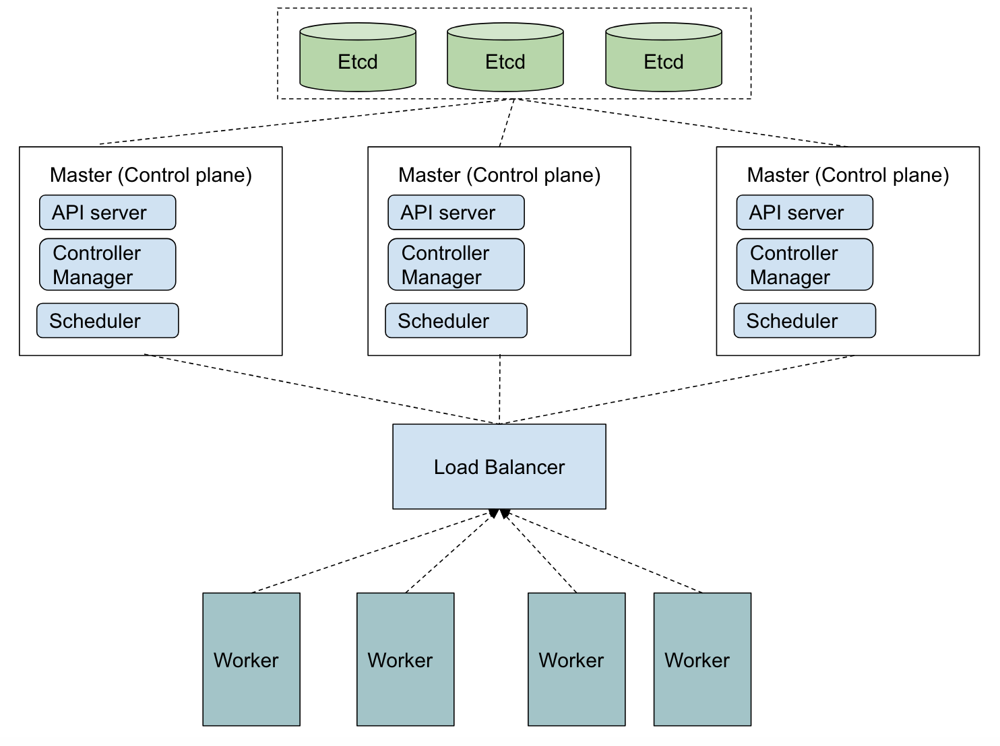 Etcd
Etcd
Etcd
Master (Control plane)
API server
Controller
Manager
Scheduler
Master (Control plane)
API server
Controller
Manager
Scheduler
Master (Control plane)
API server
Controller
Manager
Scheduler
Load Balancer
Worker
Worker
Worker
Worker